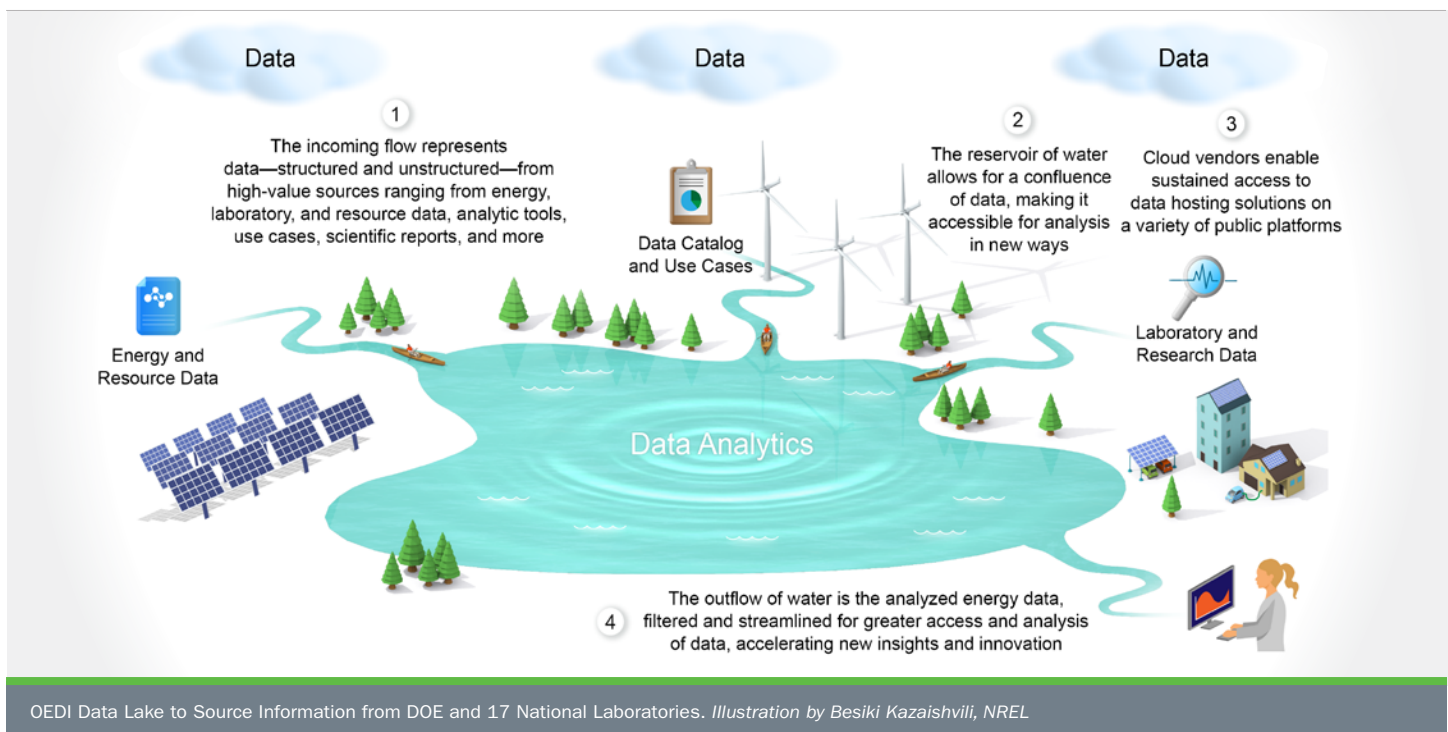 Data
Data
Data
1
The incoming flow represents
data—structured and unstructured—from
high-value sources ranging from energy,
laboratory, and resource data, analytic tools,
use cases, scientific reports, and more
2
The reservoir of water
allows for a confluence
of data, making it
accessible for analysis
in new ways
3
Cloud vendors enable
sustained access to
data hosting solutions on
a variety of public platforms
Data Catalog
and Use Cases
Energy and
Resource Data
Laboratory and
Research Data
Data Analytics
4
The outflow of water is the analyzed energy data,
filtered and streamlined for greater access and analysis
of data, accelerating new insights and innovation
OEDI Data Lake to Source Information from DOE and 17 National Laboratories. Illustration by Besiki Kazaishvili, NREL